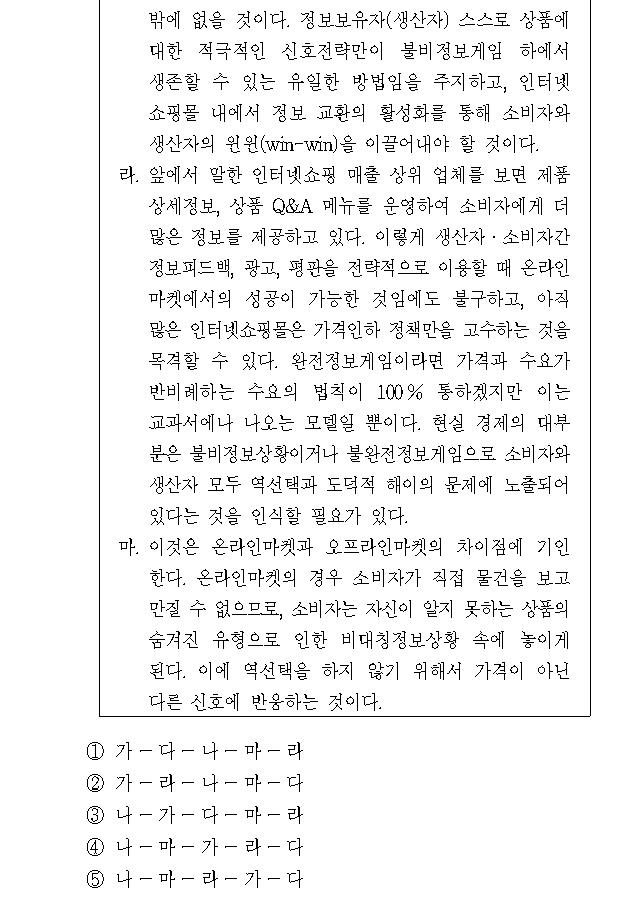 밖에 없을 것이다. 정보보유자(생산자) 스스로 상품에
대한 적극적인 신호전략만이 불비정보게임 하에서
생존할 수 있는 유일한 방법임을 주지하고, 인터넷
쇼핑몰 내에서 정보 교환의 활성화를 통해 소비자와
생산자의 윈윈(win-win)을 이끌어내야 할 것이다.
라. 앞에서 말한 인터넷쇼핑 매출 상위 업체를 보면 제품
상세정보, 상품 Q&A 메뉴를 운영하여 소비자에게 더
많은 정보를 제공하고 있다. 이렇게 생산자·소비자간
정보피드백, 광고, 평판을 전략적으로 이용할 때 온라인
마켓에서의 성공이 가능한 것임에도 불구하고, 아직
많은 인터넷쇼핑몰은 가격인하 정책만을 고수하는 것을
목격할 수 있다. 완전정보게임이라면 가격과 수요가
반비례하는 수요의 법칙이 100% 통하겠지만 이는
교과서에나 나오는 모델일 뿐이다. 현실 경제의 대부
분은 불비정보상황이거나 불완전정보게임으로 소비자와
생산자 모두 역선택과 도덕적 해이의 문제에 노출되어
있다는 것을 인식할 필요가 있다.
마. 이것은 온라인마켓과 오프라인마켓의 차이점에 기인
한다. 온라인마켓의 경우 소비자가 직접 물건을 보고
만질 수 없으므로, 소비자는 자신이 알지 못하는 상품의
숨겨진 유형으로 인한 비대칭정보상황 속에 놓이게
된다. 이에 역선택을 하지 않기 위해서 가격이 아닌
다른 신호에 반응하는 것이다.
① 가 - 다 - 나 - 마 - 라
② 가 - 라 - 나 - 마 - 다
③ 나 - 가 - 다 - 마 - 라
④ 나 - 마 - 가 - 라 - 다
⑤ 나 - 마 - 라 - 가 - 다